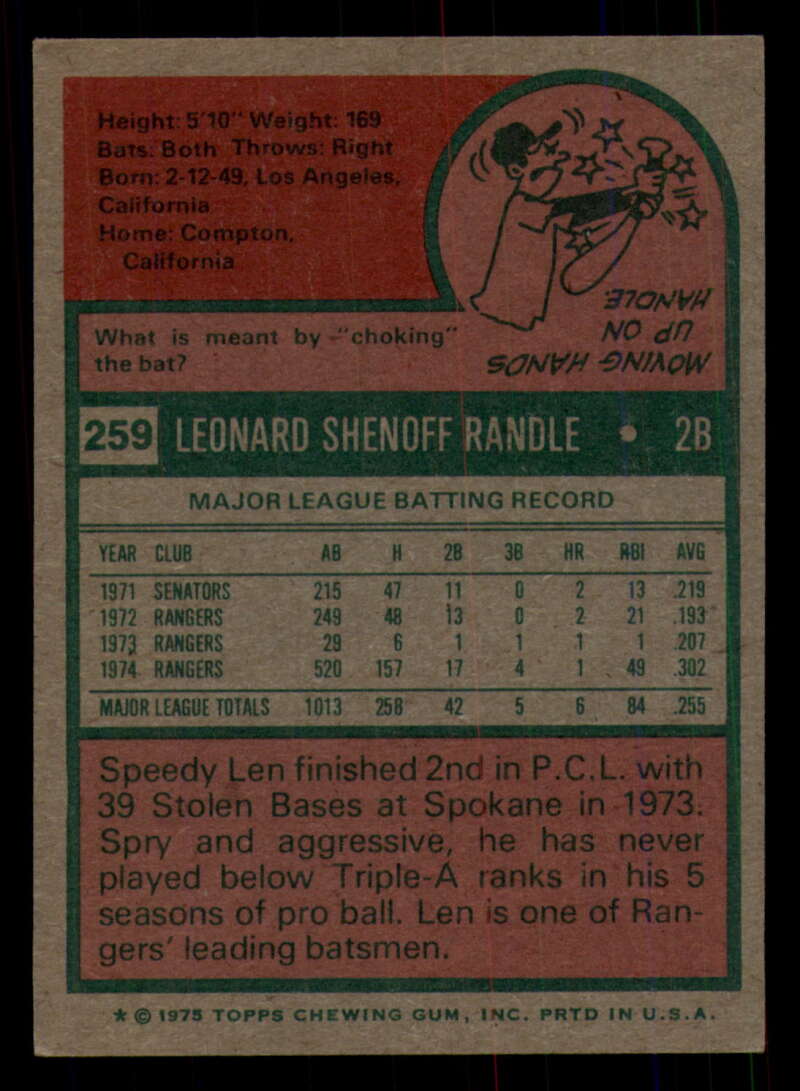 Height: 5'10" Weight: 169
Bats: Both Throws: Right
Born: 2-12-49, Los Angeles,
California
Home: Compton,
California
What is meant by "choking"
the bat?
MOVING HANDS
UP ON
HANDLE
259 LEONARD SHENOFF RANDLE • 2B
MAJOR LEAGUE BATTING RECORD
YEAR CLUB AB H 2B 3B HR RBI AVG
1971 SENATORS 215 47 11 0 2 13 .219
1972 RANGERS 249 48 13 0 2 21 .193
1973 RANGERS 29 6 1 1 1 1 .207
1974 RANGERS 520 157 17 4 1 49 .302
MAJOR LEAGUE TOTALS 1013 258 42 5 6 84 .255
Speedy Len finished 2nd in P.C.L. with
39 Stolen Bases at Spokane in 1973.
Spry and aggressive, he has never
played below Triple-A ranks in his 5
seasons of pro ball. Len is one of Ran-
gers' leading batsmen.
* © 1975 TOPPS CHEWING GUM, INC. PRTD IN U.S.A.